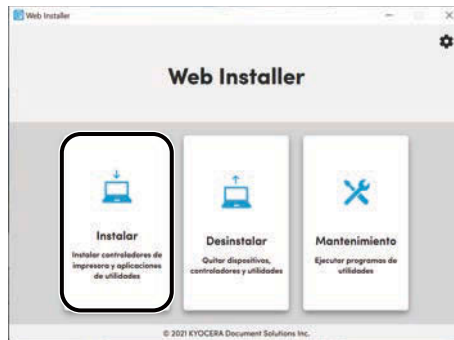 Web Installer
Web Installer
Instalar
Instalar controladores de
impresora y aplicaciones
de utilidades
Desinstalar
Quitar dispositivos,
controladores y utilidades
Mantenimiento
Ejecutar programas de
utilidades
© 2021 KYOCERA Document Solutions Inc.